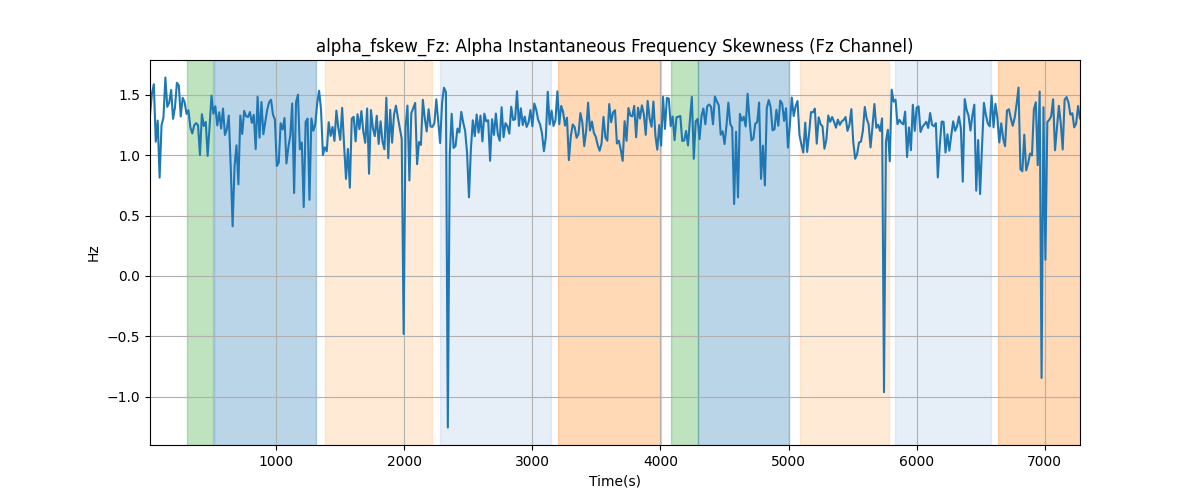 alpha_fskew_Fz: Alpha Instantaneous Frequency Skewness (Fz Channel)
1.5
1.0
0.5
0.0
−0.5
−1.0
Hz
1000 2000 3000 4000 5000 6000 7000
Time(s)